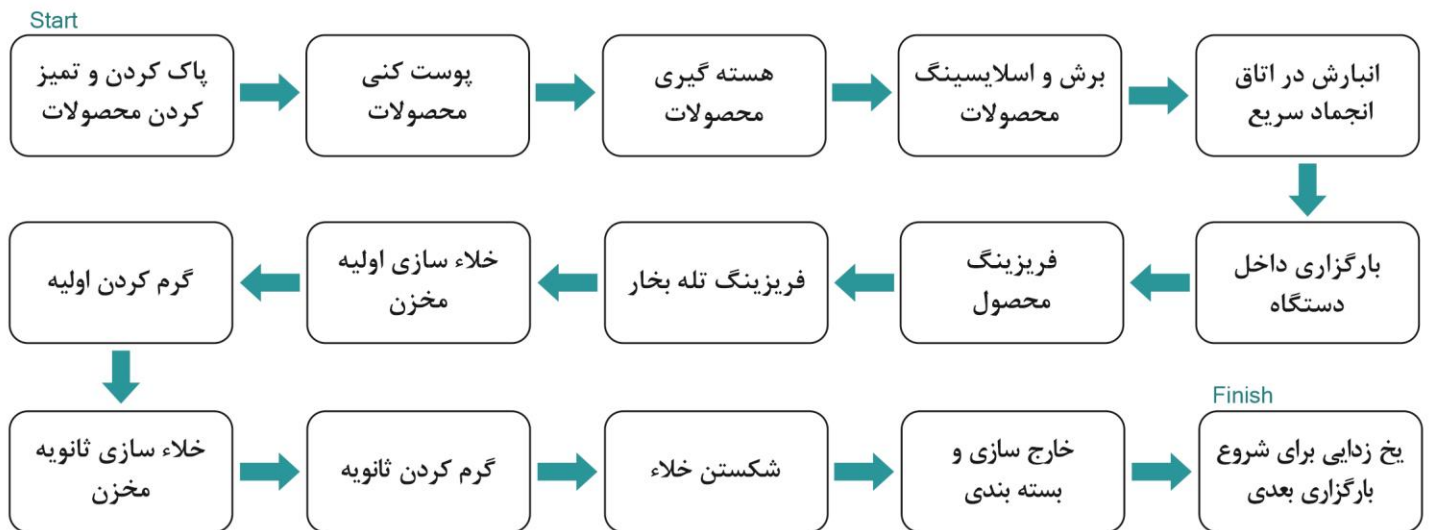 Start
پاک کردن و تمیز
کردن محصولات
پوست کنی
محصولات
هسته گیری
محصولات
برش و اسلایسینگ
محصولات
انبارش در اتاق
انجماد سریع
بارگزاری داخل
دستگاه
فریزینگ
محصول
فریزینگ تله بخار
خلاء سازی اولیه
مخزن
گرم کردن اولیه
خلاء سازی ثانویه
مخزن
گرم کردن ثانویه
شکستن خلاء
خارج سازی و
بسته بندی
Finish
یخ زدایی برای شروع
بارگزاری بعدی